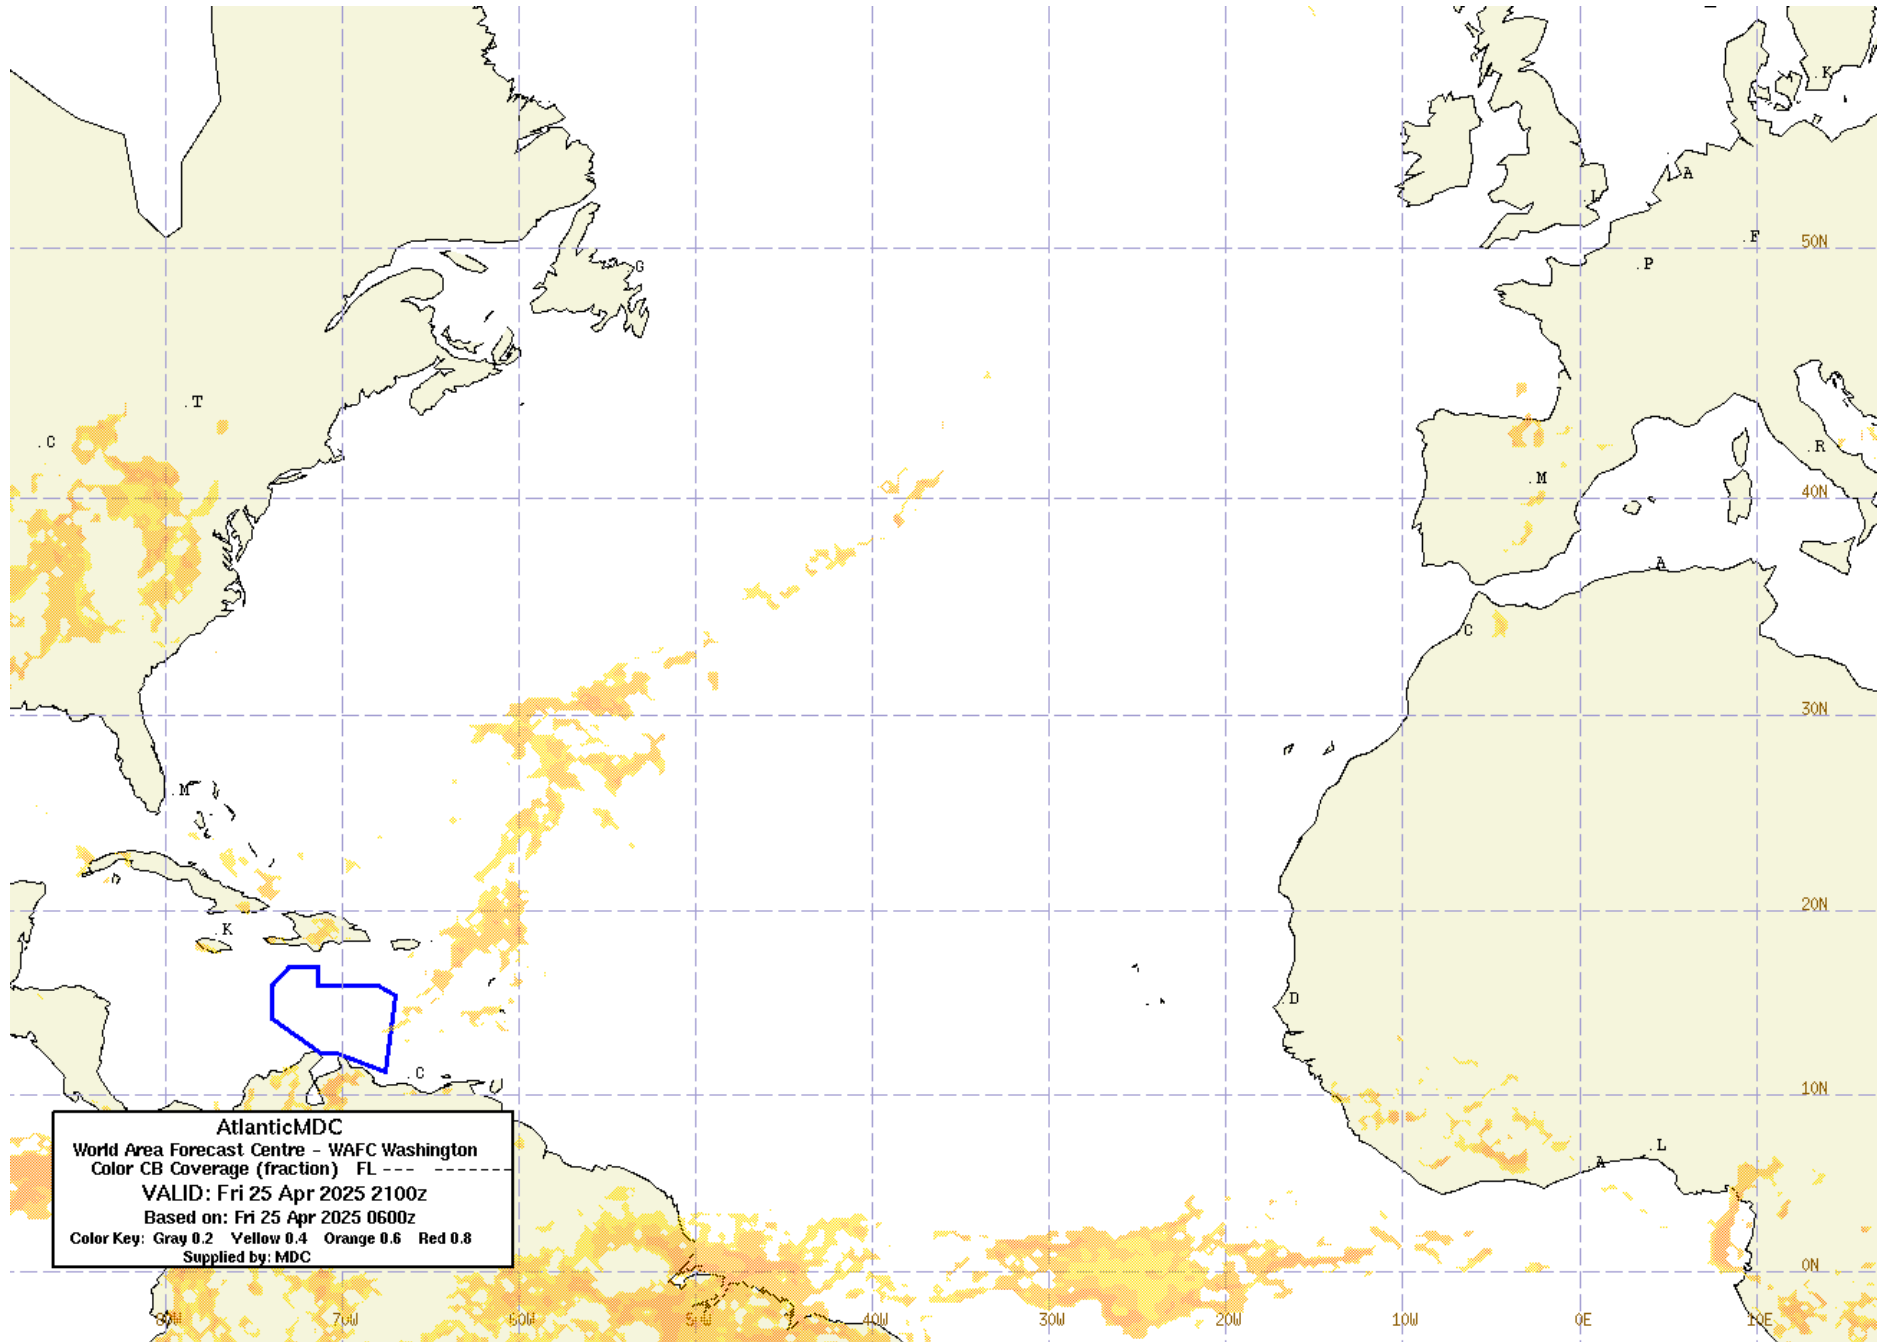 .K
.A
.L
.F
50N
.P
.G
.T
.C
.R
.M
40N
.A
.C
30N
.M
20N
.K
.D
.C
10N
AtlanticMDC
World Area Forecast Centre - WAFC Washington
Color CB Coverage (fraction) FL --- --------
VALID: Fri 25 Apr 2025 2100z
Based on: Fri 25 Apr 2025 0600z
Color Key: Gray 0.2 Yellow 0.4 Orange 0.6 Red 0.8
Supplied by: MDC
.L
.A
0N
80W 70W 60W 50W 40W 30W 20W 10W 0E 10E